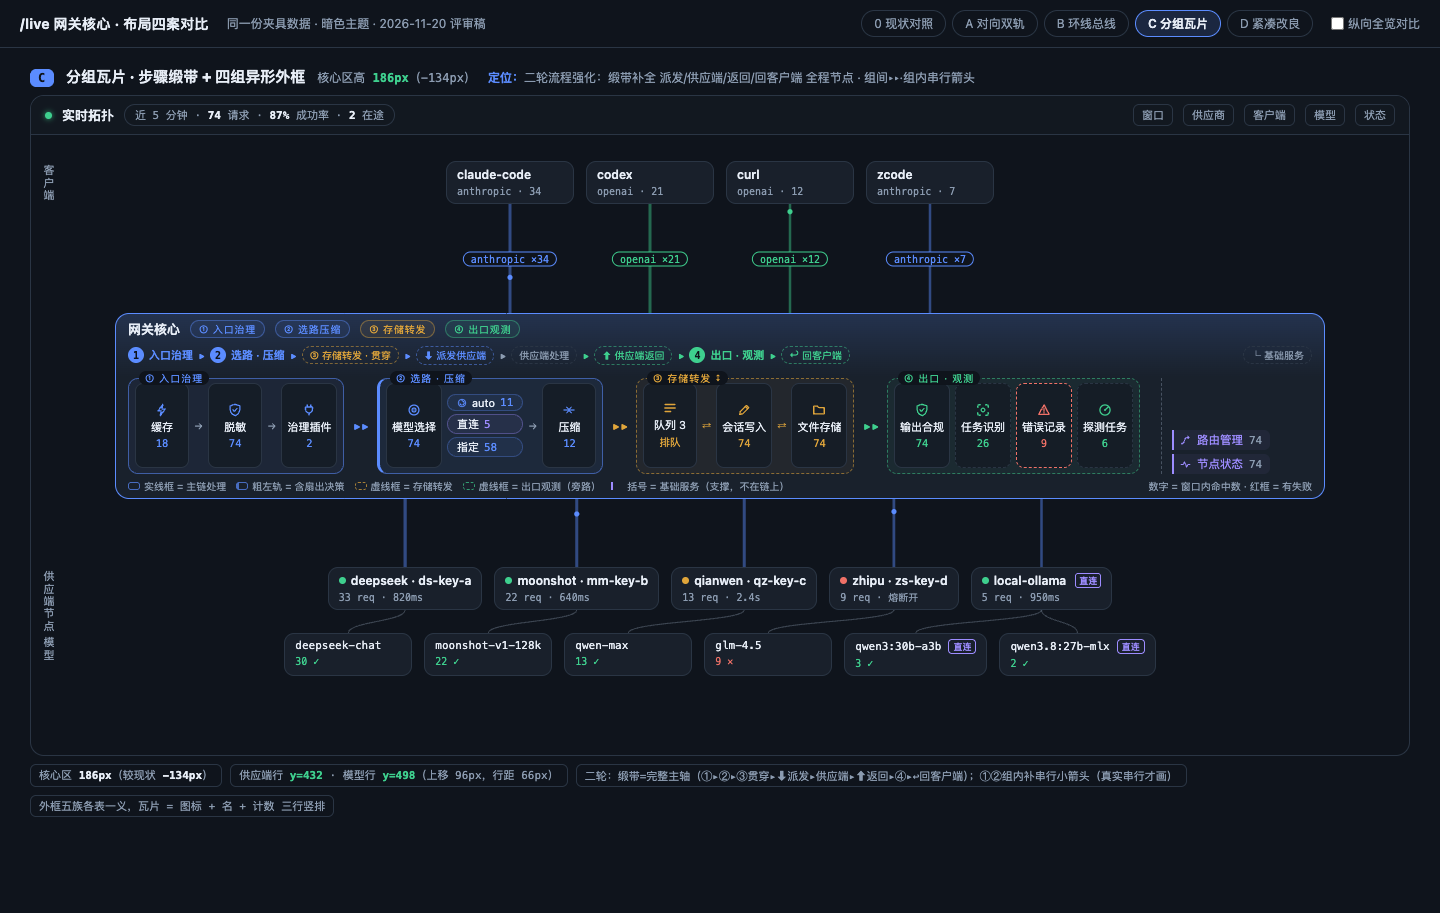 /live 网关核心 · 布局四案对比 同一份夹具数据 · 暗色主题 · 2026-11-20 评审稿 0 现状对照 A 对向双轨 B 环线总线 C 分组瓦片 D 紧凑改良 纵向全览对比
C 分组瓦片 · 步骤缎带 + 四组异形外框 核心区高 186px (−134px) 定位: 二轮流程强化: 缎带补全 派发/供应端/返回/回客户端 全程节点 · 组间▸▸·组内串行箭头
实时拓扑 近 5 分钟 · 74 请求 · 87% 成功率 · 2 在途 窗口 供应商 客户端 模型 状态
客户端
claude-code codex curl zcode
anthropic · 34 openai · 21 openai · 12 anthropic · 7
anthropic ×34 openai ×21 openai ×12 anthropic ×7
网关核心 ① 入口治理 ② 选路压缩 ③ 存储转发 ④ 出口观测
1 入口治理 ▸ 2 选路 · 压缩 ▸ ③ 存储转发 · 贯穿 ▸ ⬇ 派发供应端 ▸ 供应端处理 ▸ ⬆ 供应端返回 ▸ 4 出口 · 观测 ▸ ↩ 回客户端 └ 基础服务
① 入口治理 ② 选路 · 压缩 ③ 存储转发 ↕ ④ 出口 · 观测
缓存 → 脱敏 → 治理插件 ▸▸ 模型选择 auto 11 直连 5 指定 58 → 压缩 ▸▸ 队列 3 ⇌ 会话写入 ⇌ 文件存储 ▸▸ 输出合规 任务识别 错误记录 探测任务
18 74 2 74 12 排队 74 74 74 26 9 6
路由管理 74
节点状态 74
实线框 = 主链处理 粗左轨 = 含扇出决策 虚线框 = 存储转发 虚线框 = 出口观测 (旁路) 括号 = 基础服务 (支撑, 不在链上) 数字 = 窗口内命中数 · 红框 = 有失败
供应端节点
deepseek · ds-key-a moonshot · mm-key-b qianwen · qz-key-c zhipu · zs-key-d local-ollama 直连
33 req · 820ms 22 req · 640ms 13 req · 2.4s 9 req · 熔断开 5 req · 950ms
模型
deepseek-chat moonshot-v1-128k qwen-max glm-4.5 qwen3:30b-a3b 直连 qwen3.8:27b-mlx 直连
30 ✓ 22 ✓ 13 ✓ 9 × 3 ✓ 2 ✓
核心区 186px (较现状 −134px) 供应端行 y=432 · 模型行 y=498 (上移 96px, 行距 66px) 二轮: 缎带=完整主轴 (①▸②▸③贯穿▸⬇派发▸供应端▸⬆返回▸④▸↩回客户端); ①②组内补串行小箭头 (真实串行才画)
外框五族各表一义, 瓦片 = 图标 + 名 + 计数 三行竖排